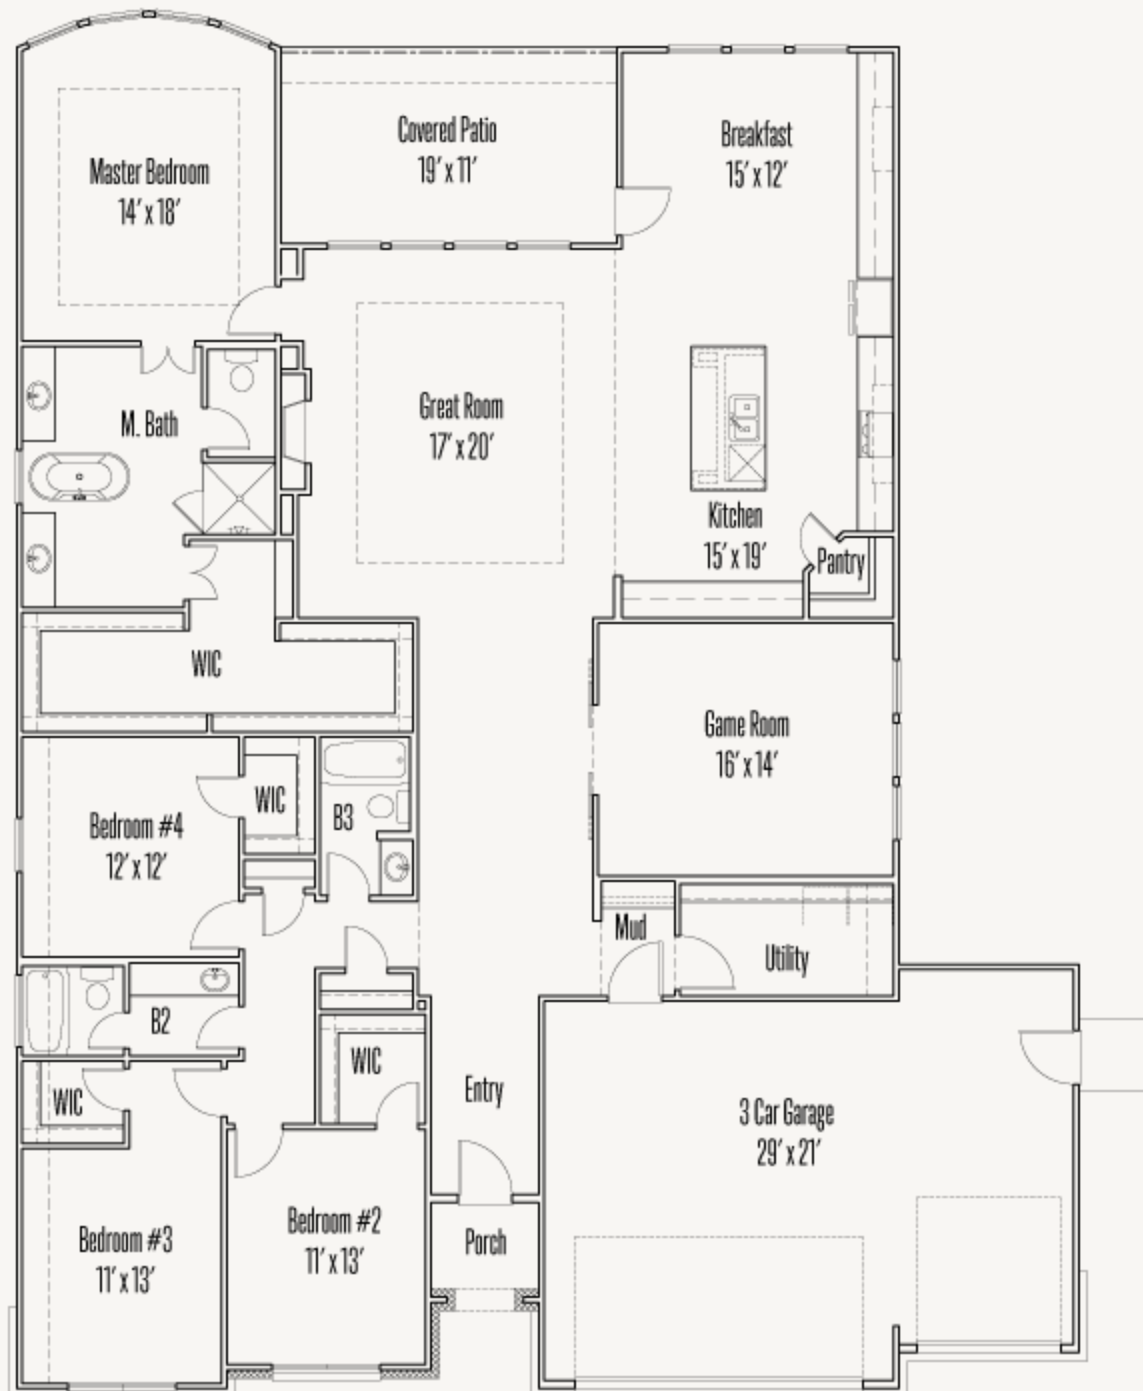 Covered Patio
19' x 11'
Breakfast
15' x 12'
Master Bedroom
14' x 18'
Great Room
17' x 20'
M. Bath
Kitchen
15' x 19'
Pantry
WIC
Game Room
16' x 14'
Bedroom #4
12' x 12'
WIC
B3
Mud
Utility
B2
WIC
WIC
Entry
3 Car Garage
29' x 21'
Bedroom #3
11' x 13'
Bedroom #2
11' x 13'
Porch